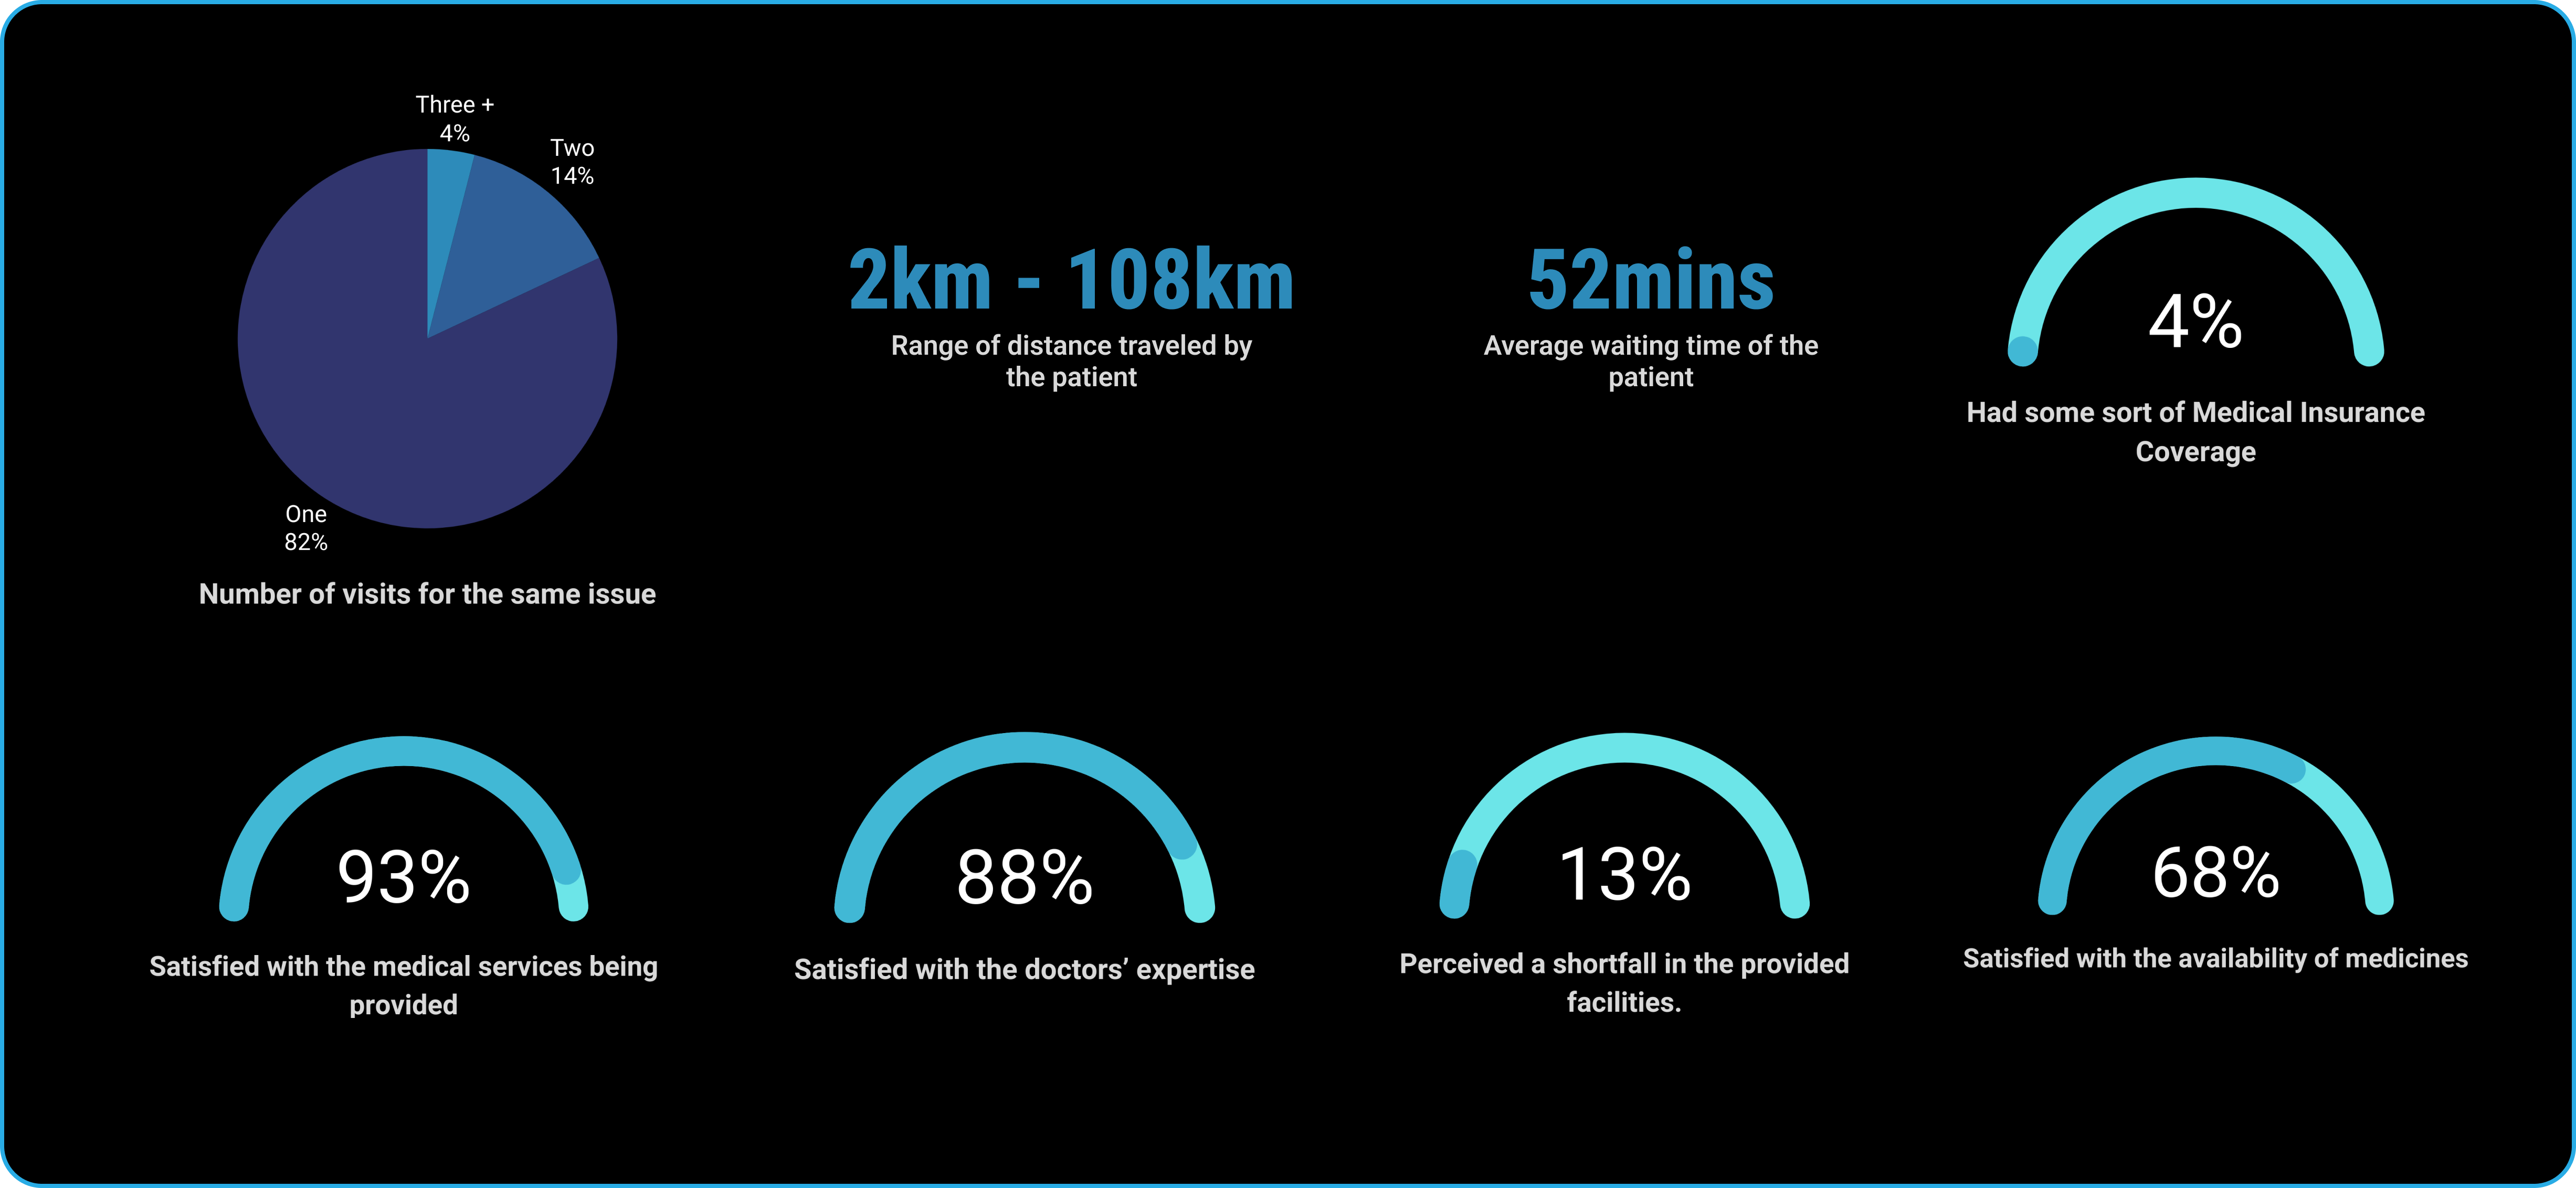 Three +
4%
Two
14%
One
82%
Number of visits for the same issue
2km - 108km
Range of distance traveled by
the patient
52mins
Average waiting time of the
patient
4%
Had some sort of Medical Insurance
Coverage
93%
Satisfied with the medical services being
provided
88%
Satisfied with the doctors’ expertise
13%
Perceived a shortfall in the provided
facilities.
68%
Satisfied with the availability of medicines